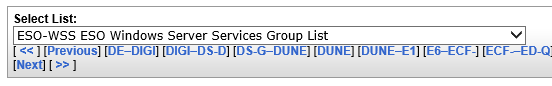 Select List:
ESO-WSS ESO Windows Server Services Group List
[ << ] [Previous] [DE–DIGI] [DIGI–DS-D] [DS-G–DUNE] [DUNE] [DUNE–E1] [E6–ECF-] [ECF-–ED-Q]
[Next] [ >> ]